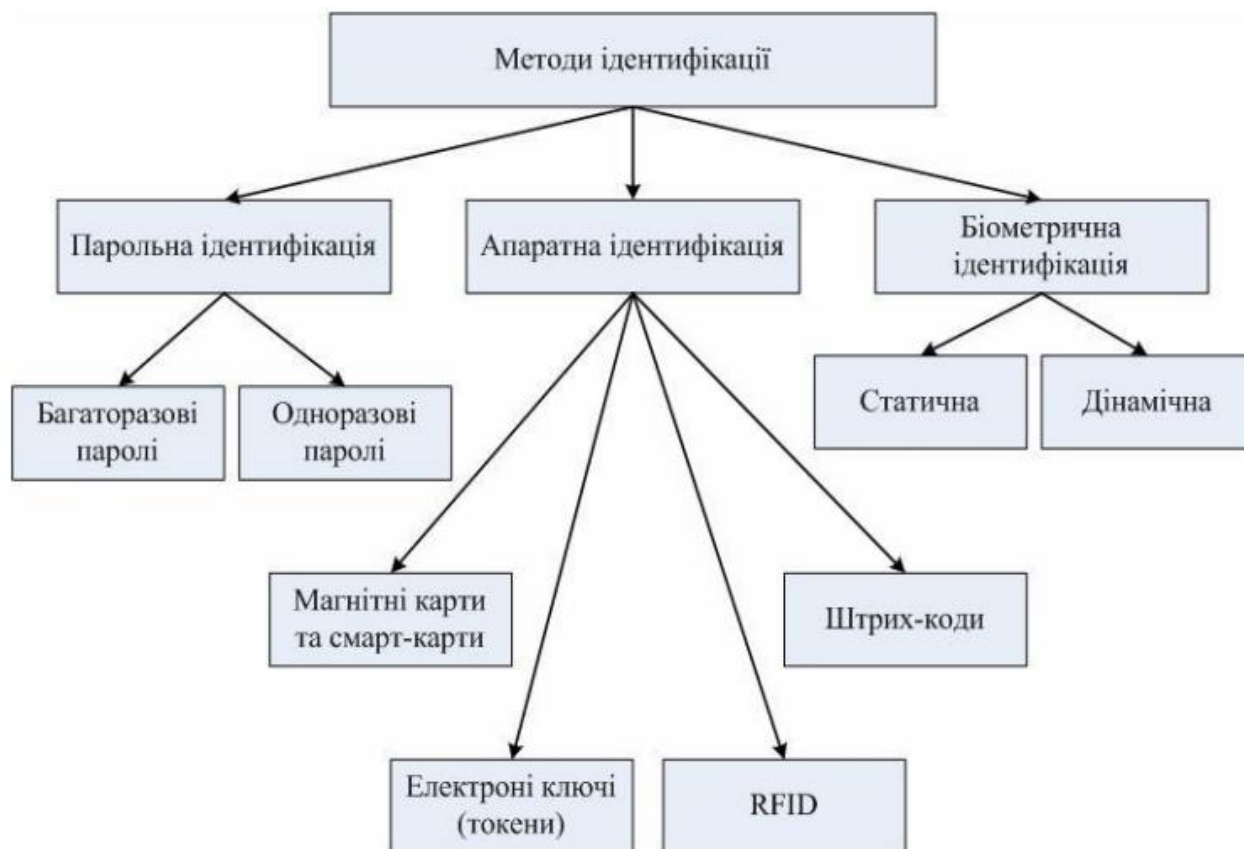 Методи ідентифікації
Парольна ідентифікація
Апаратна ідентифікація
Біометрична
ідентифікація
Багаторазові
паролі
Одноразові
паролі
Статична
Дінамічна
Магнітні карти
та смарт-карти
Штрих-коди
Електроні ключі
(токени)
RFID